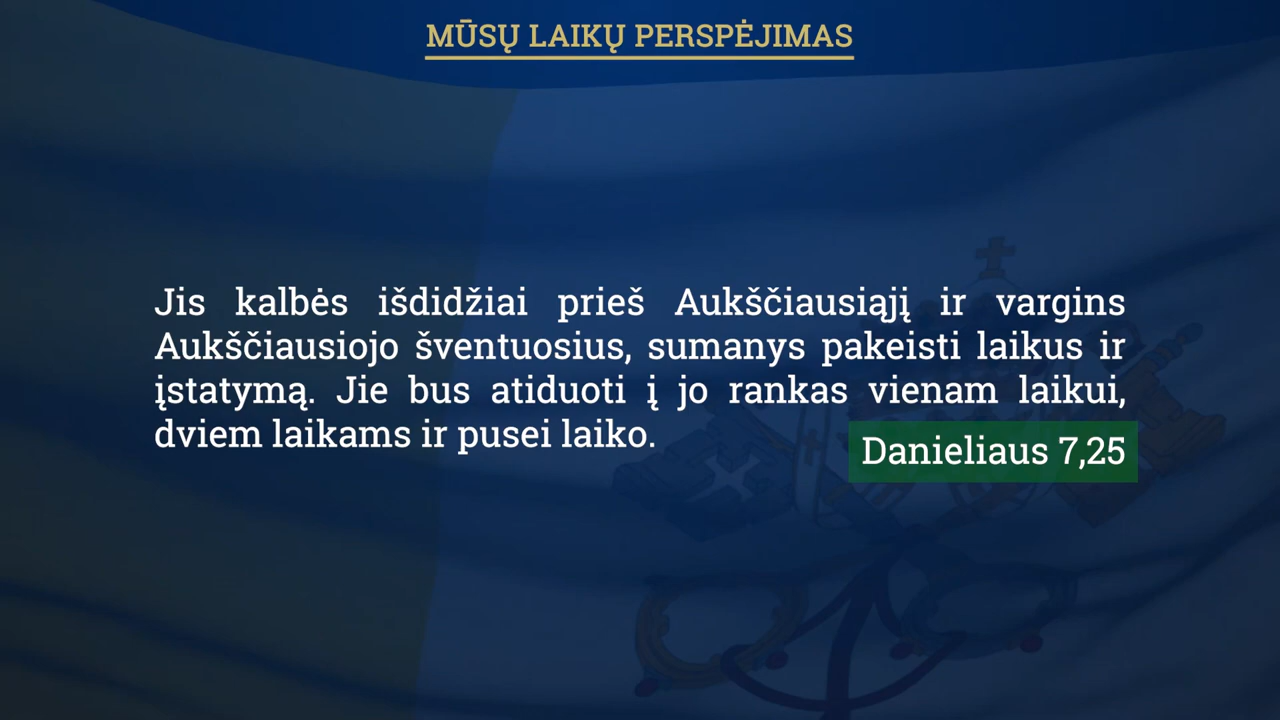 MŪSŲ LAIKŲ PERSPĖJIMAS
Jis kalbės išdidžiai prieš Aukščiausiąjį ir vargins
Aukščiausiojo šventuosius, sumanys pakeisti laikus ir
įstatymą. Jie bus atiduoti į jo rankas vienam laikui,
dviem laikams ir pusei laiko.
Danieliaus 7,25